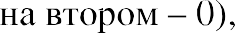 на втором – 0),